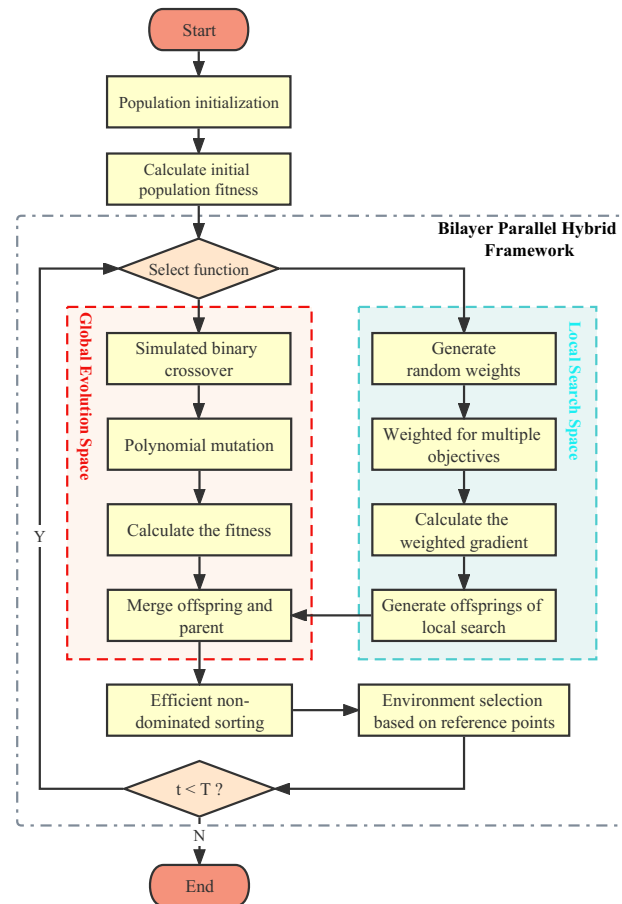 Start
Population initialization
Calculate initial
population fitness
Bilayer Parallel Hybrid
Framework
Select function
Global Evolution Space
Simulated binary
crossover
Polynomial mutation
Calculate the fitness
Merge offspring and
parent
Local Search Space
Generate
random weights
Weighted for multiple
objectives
Calculate the
weighted gradient
Generate offsprings of
local search
Y
Efficient non-
dominated sorting
Environment selection
based on reference points
t < T ?
N
End